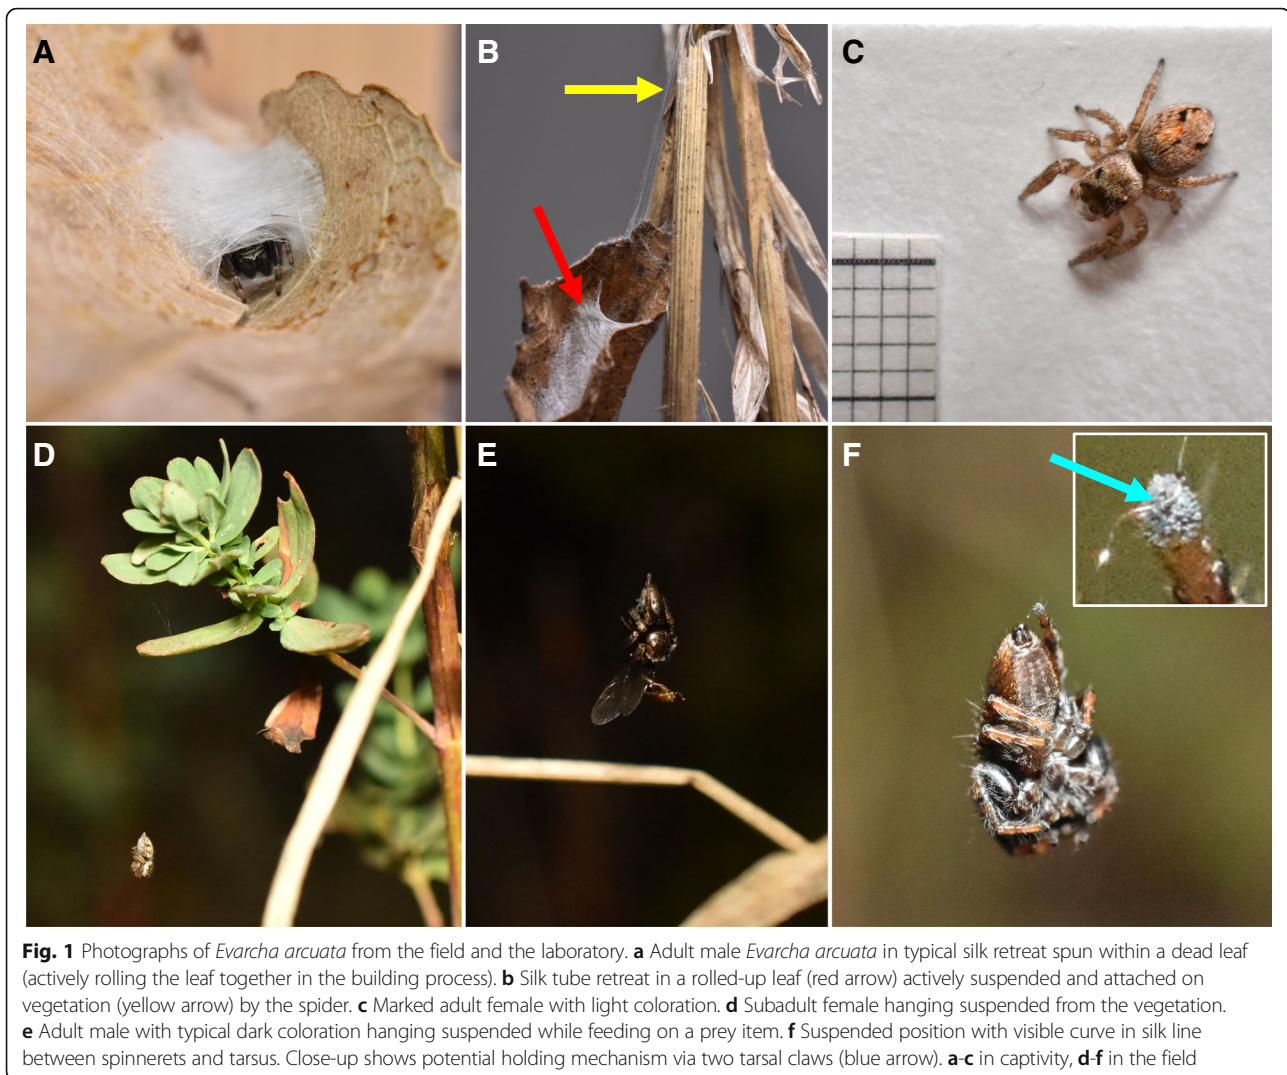 A
B
C
D
E
F
Fig. 1 Photographs of Evarcha arcuata from the field and the laboratory. a Adult male Evarcha arcuata in typical silk retreat spun within a dead leaf
(actively rolling the leaf together in the building process). b Silk tube retreat in a rolled-up leaf (red arrow) actively suspended and attached on
vegetation (yellow arrow) by the spider. c Marked adult female with light coloration. d Subadult female hanging suspended from the vegetation.
e Adult male with typical dark coloration hanging suspended while feeding on a prey item. f Suspended position with visible curve in silk line
between spinnerets and tarsus. Close-up shows potential holding mechanism via two tarsal claws (blue arrow). a-c in captivity, d-f in the field